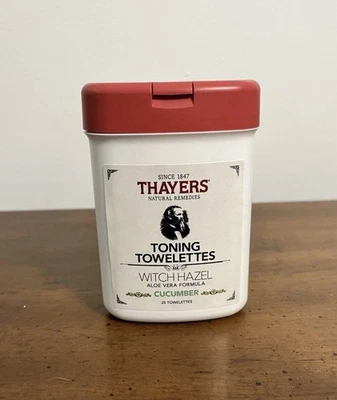 SINCE 1847
THAYERS®
NATURAL REMEDIES
TONING
TOWELETTES
WITCH HAZEL
ALOE VERA FORMULA
CUCUMBER
25 TOWELETTES